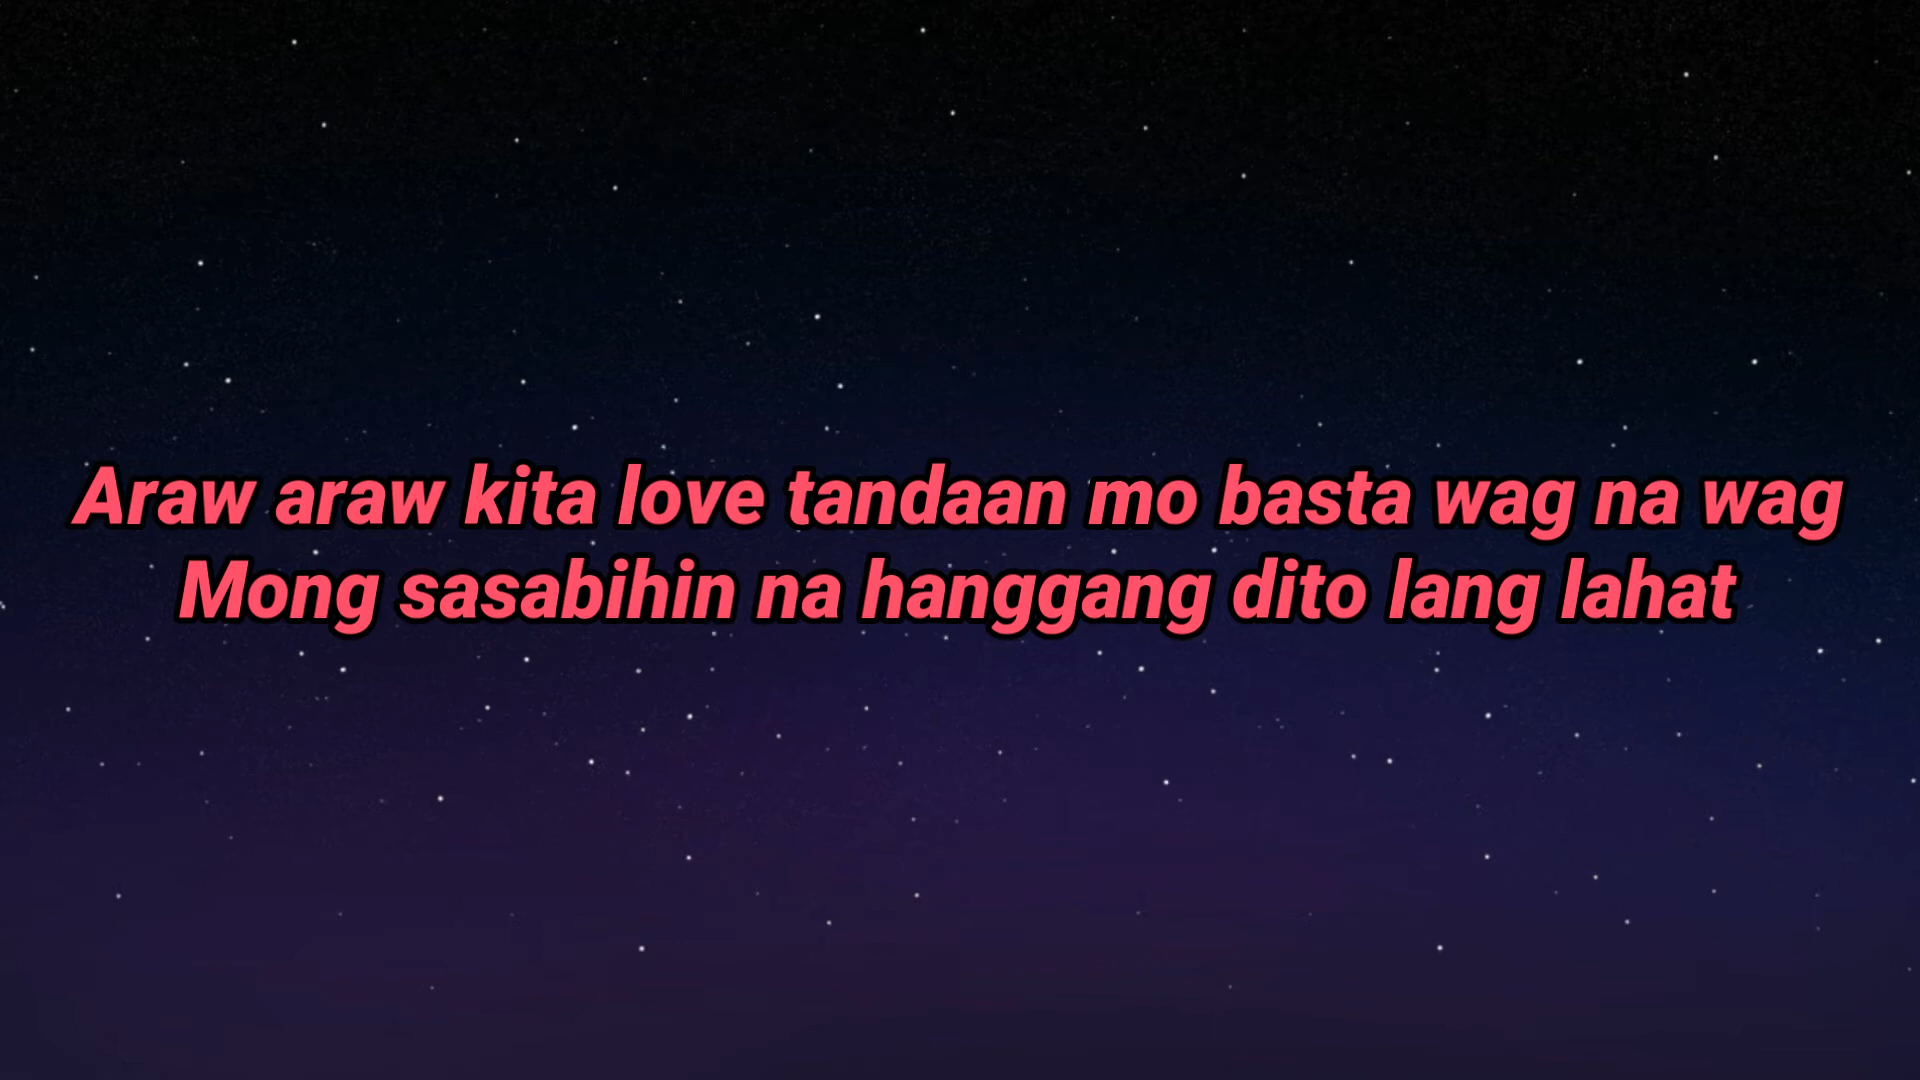 Araw araw kita love tandaan mo basta wag na wag
Mong sasabihin na hanggang dito lang lahat